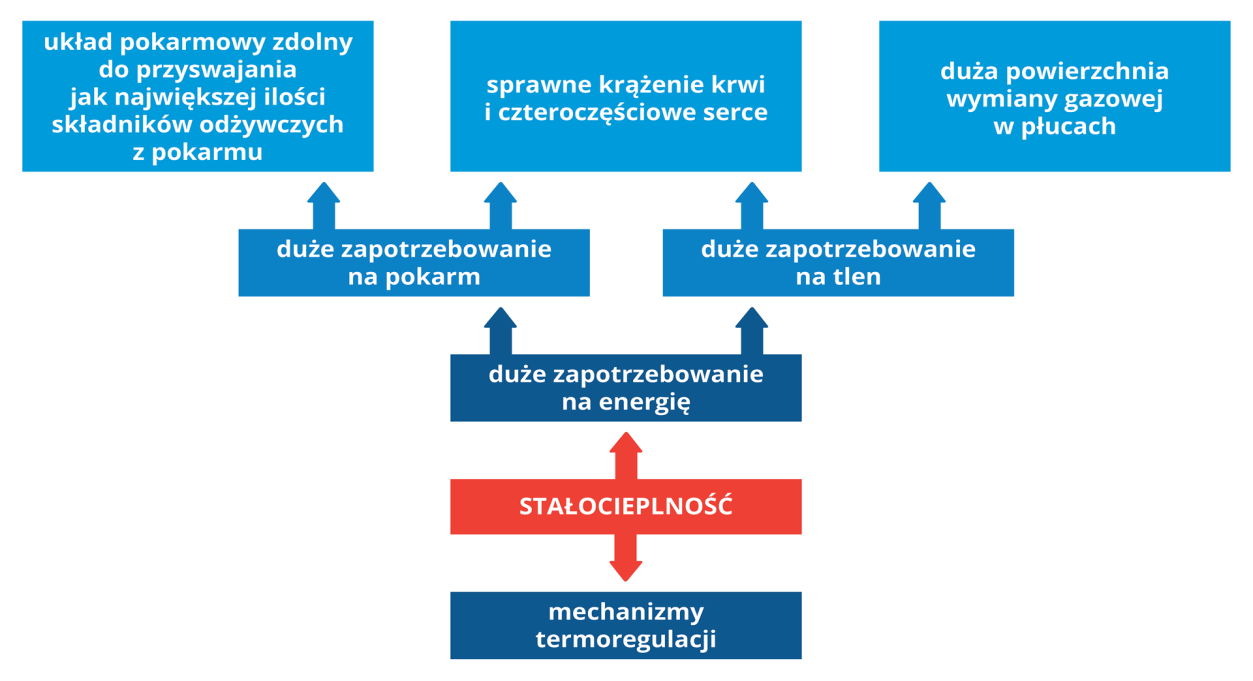 układ pokarmowy zdolny
do przyswajania
jak największej ilości
składników odżywczych
z pokarmu
sprawne krążenie krwi
i czteroczęściowe serce
duża powierzchnia
wymiany gazowej
w płucach
duże zapotrzebowanie
na pokarm
duże zapotrzebowanie
na tlen
duże zapotrzebowanie
na energię
STAŁOCIEPLNOŚĆ
mechanizmy
termoregulacji